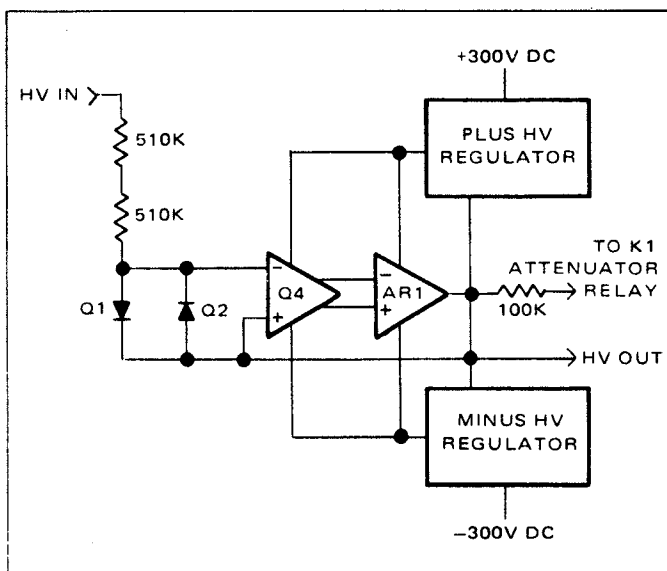 +300V DC
HV IN
PLUS HV
REGULATOR
510K
510K
TO K1
ATTENUATOR
RELAY
Q1
Q2
−
+
Q4
−
+
AR1
100K
HV OUT
MINUS HV
REGULATOR
−300V DC